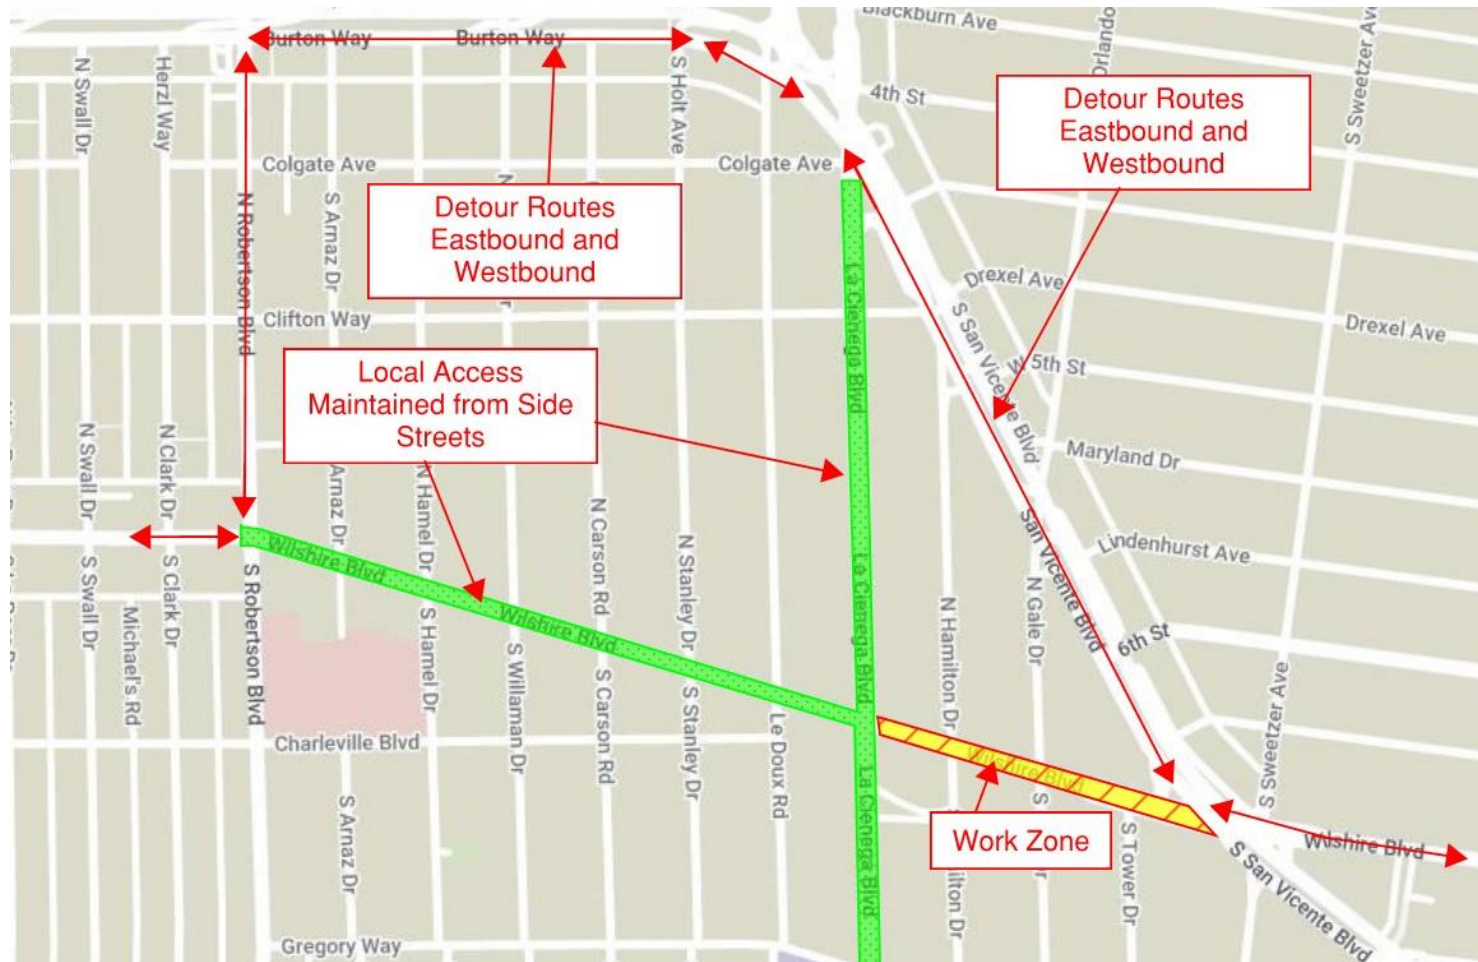 Blackburn Ave
Burton Way
Burton Way
N Swall Dr
Herzl Way
S Holt Ave
4th St
S Sweetzer Ave
Detour Routes
Eastbound and
Westbound
Colgate Ave
Colgate Ave
N Robertson Blvd
S Arnaz Dr
Detour Routes
Eastbound and
Westbound
La Cienega Blvd
Drexel Ave
Drexel Ave
Clifton Way
S San Vicente Blvd
W 5th St
Local Access
Maintained from Side
Streets
Maryland Dr
N Swall Dr
N Clark Dr
Arnaz Dr
N Hamel Dr
N Carson Rd
N Stanley Dr
San Vicente Blvd
Lindenhurst Ave
Wilshire Blvd
Wilshire Blvd
La Cienega Blvd
S Swall Dr
S Clark Dr
Michael's Rd
S Robertson Blvd
S Hamel Dr
S Willaman Dr
S Carson Rd
S Stanley Dr
Le Doux Rd
N Hamilton Dr
N Gale Dr
6th St
S Sweetzer Ave
Charleville Blvd
Wilshire Blvd
La Cienega Blvd
S Arnaz Dr
Work Zone
S Tower Dr
Wilshire Blvd
S San Vicente Blvd
Gregory Way